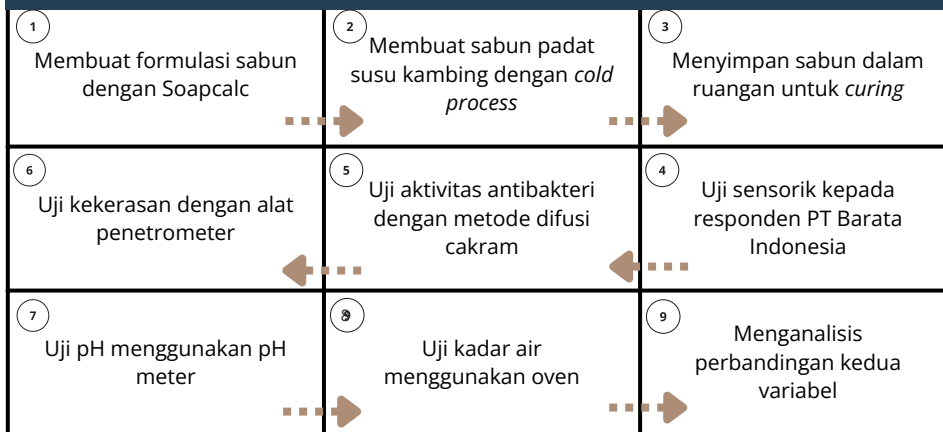 1
Membuat formulasi sabun
dengan Soapcalc
2
Membuat sabun padat
susu kambing dengan cold
process
3
Menyimpan sabun dalam
ruangan untuk curing
6
Uji kekerasan dengan alat
penetrometer
5
Uji aktivitas antibakteri
dengan metode difusi
cakram
4
Uji sensorik kepada
responden PT Barata
Indonesia
7
Uji pH menggunakan pH
meter
Uji kadar air
menggunakan oven
9
Menganalisis
perbandingan kedua
variabel